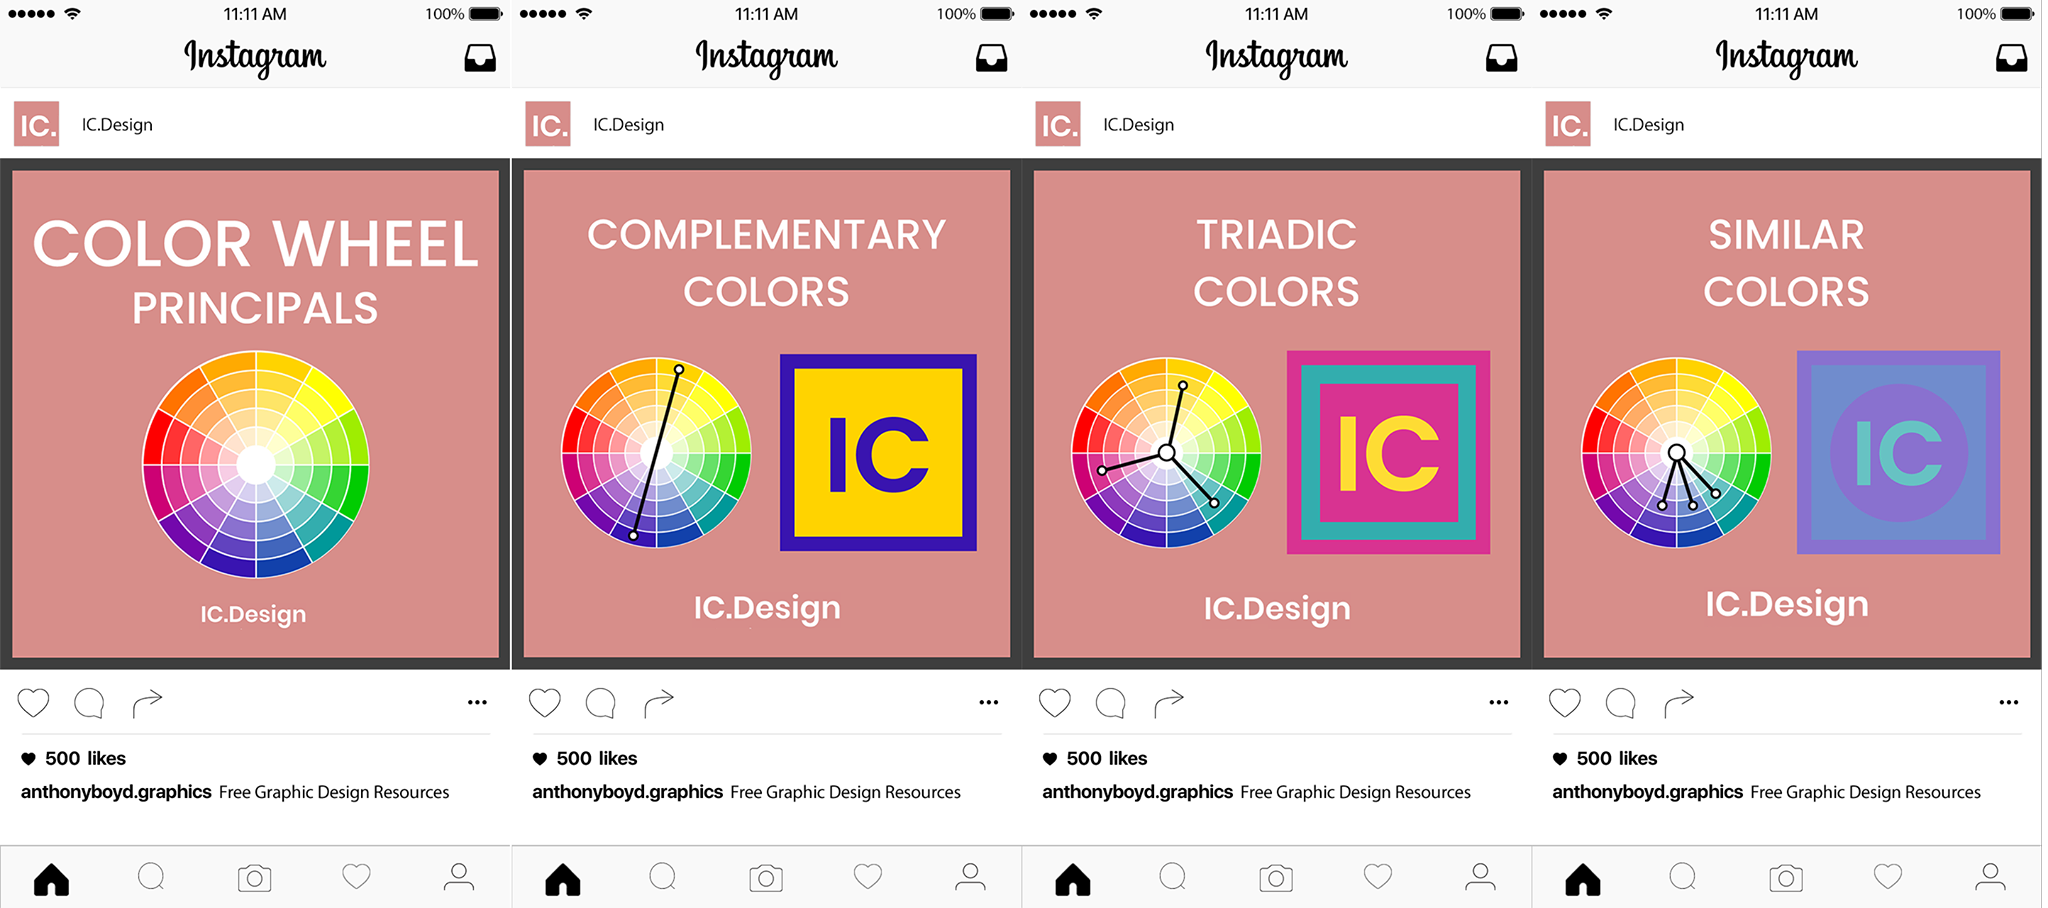 11:11 AM
100%
Instagram
IC.
IC.Design
COLOR WHEEL
PRINCIPALS
IC.Design
500 likes
anthonyboyd.graphics Free Graphic Design Resources
11:11 AM
100%
Instagram
IC.
IC.Design
COMPLEMENTARY
COLORS
IC
IC.Design
500 likes
anthonyboyd.graphics Free Graphic Design Resources
11:11 AM
100%
Instagram
IC.
IC.Design
TRIADIC
COLORS
IC
IC.Design
500 likes
anthonyboyd.graphics Free Graphic Design Resources
11:11 AM
100%
Instagram
IC.
IC.Design
SIMILAR
COLORS
IC
IC.Design
500 likes
anthonyboyd.graphics Free Graphic Design Resources